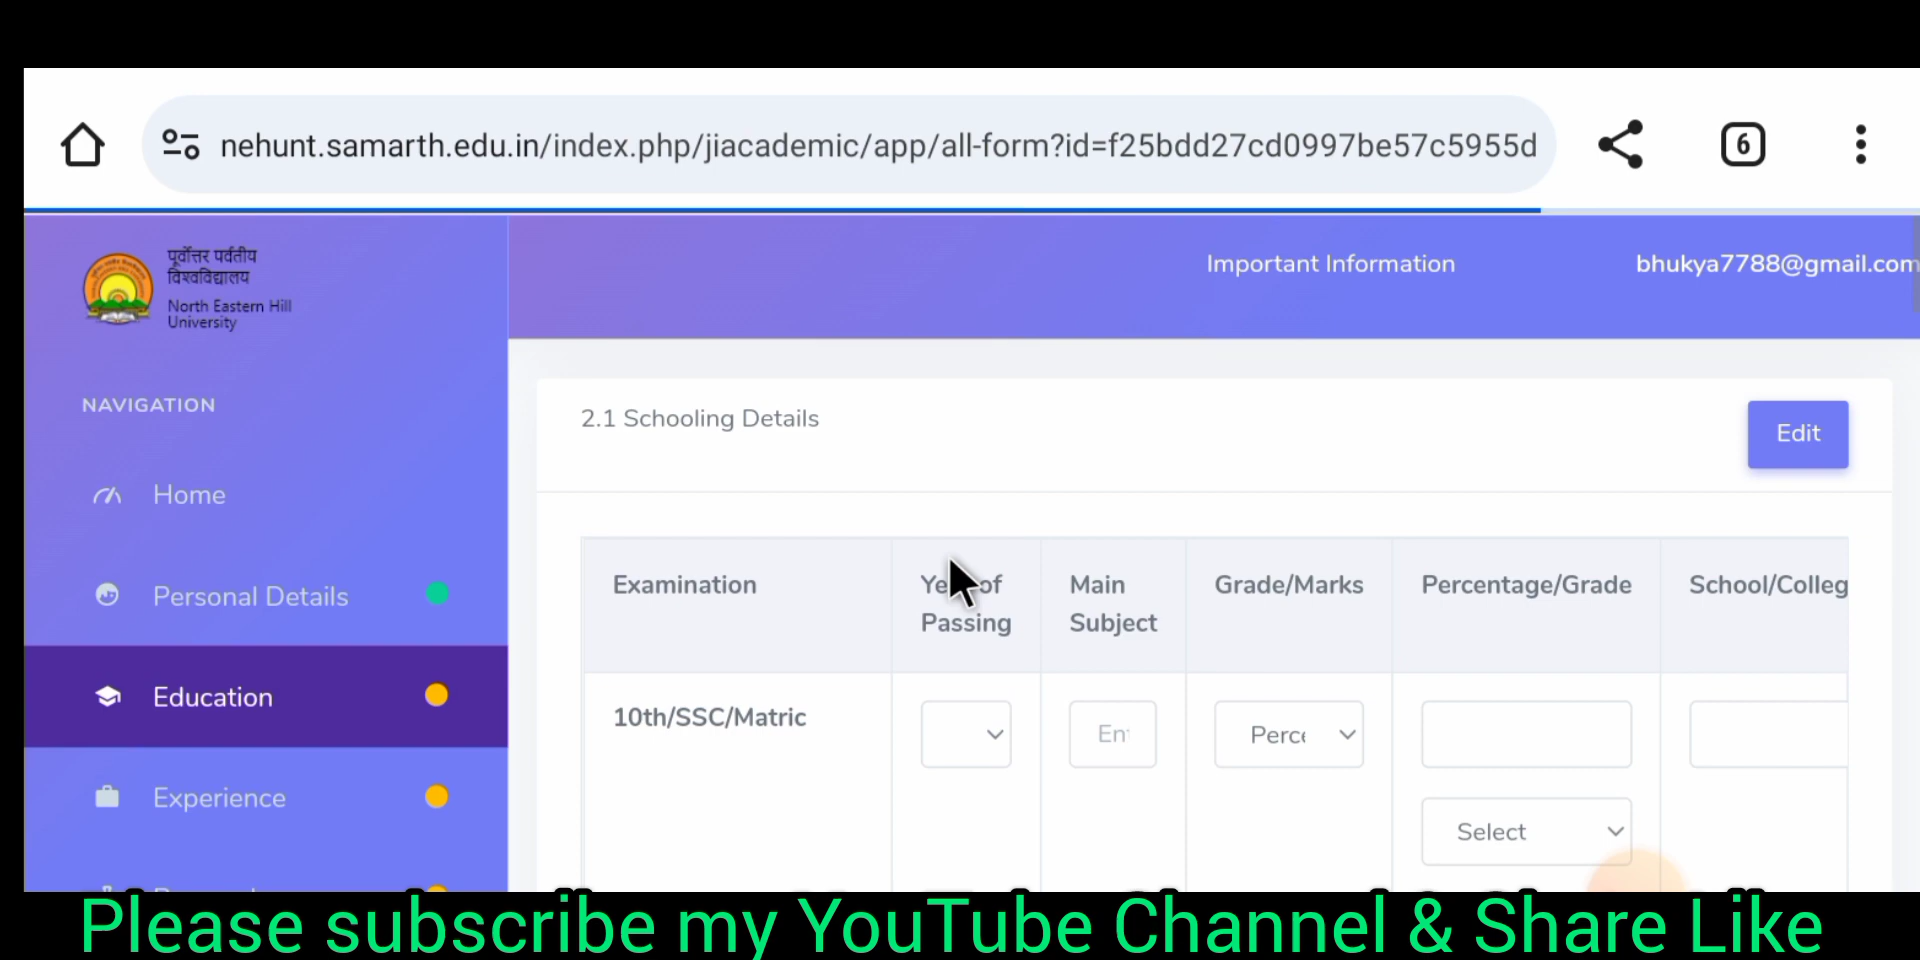 nehunt.samarth.edu.in/index.php/jiacademic/app/all-form?id=f25bdd27cd0997be57c5955d
6
पूर्वोत्तर पर्वतीय
विश्वविद्यालय
North Eastern Hill
University
Important Information
bhukya7788@gmail.com
NAVIGATION
Home
Personal Details
Education
Experience
2.1 Schooling Details
Edit
Examination
Passing
Main
Subject
Grade/Marks
Percentage/Grade
School/Colleg
10th/SSC/Matric
Perce
Select
Please subscribe my YouTube Channel & Share Like